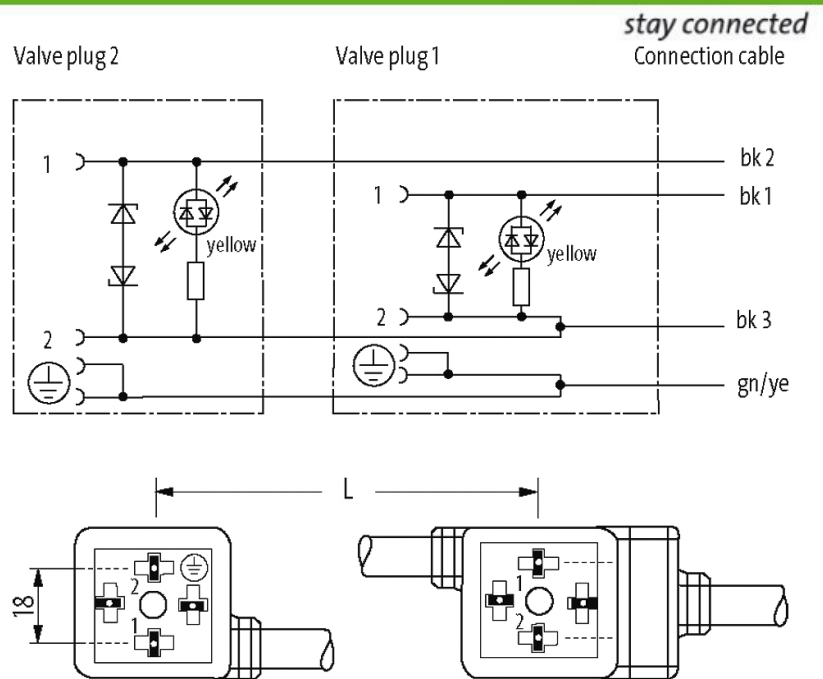 stay connected
Valve plug 2 Valve plug 1 Connection cable
1 bk 2
1 bk 1
yellow yellow
2 bk 3
2
gn/ye
L
18
2 1
1 2